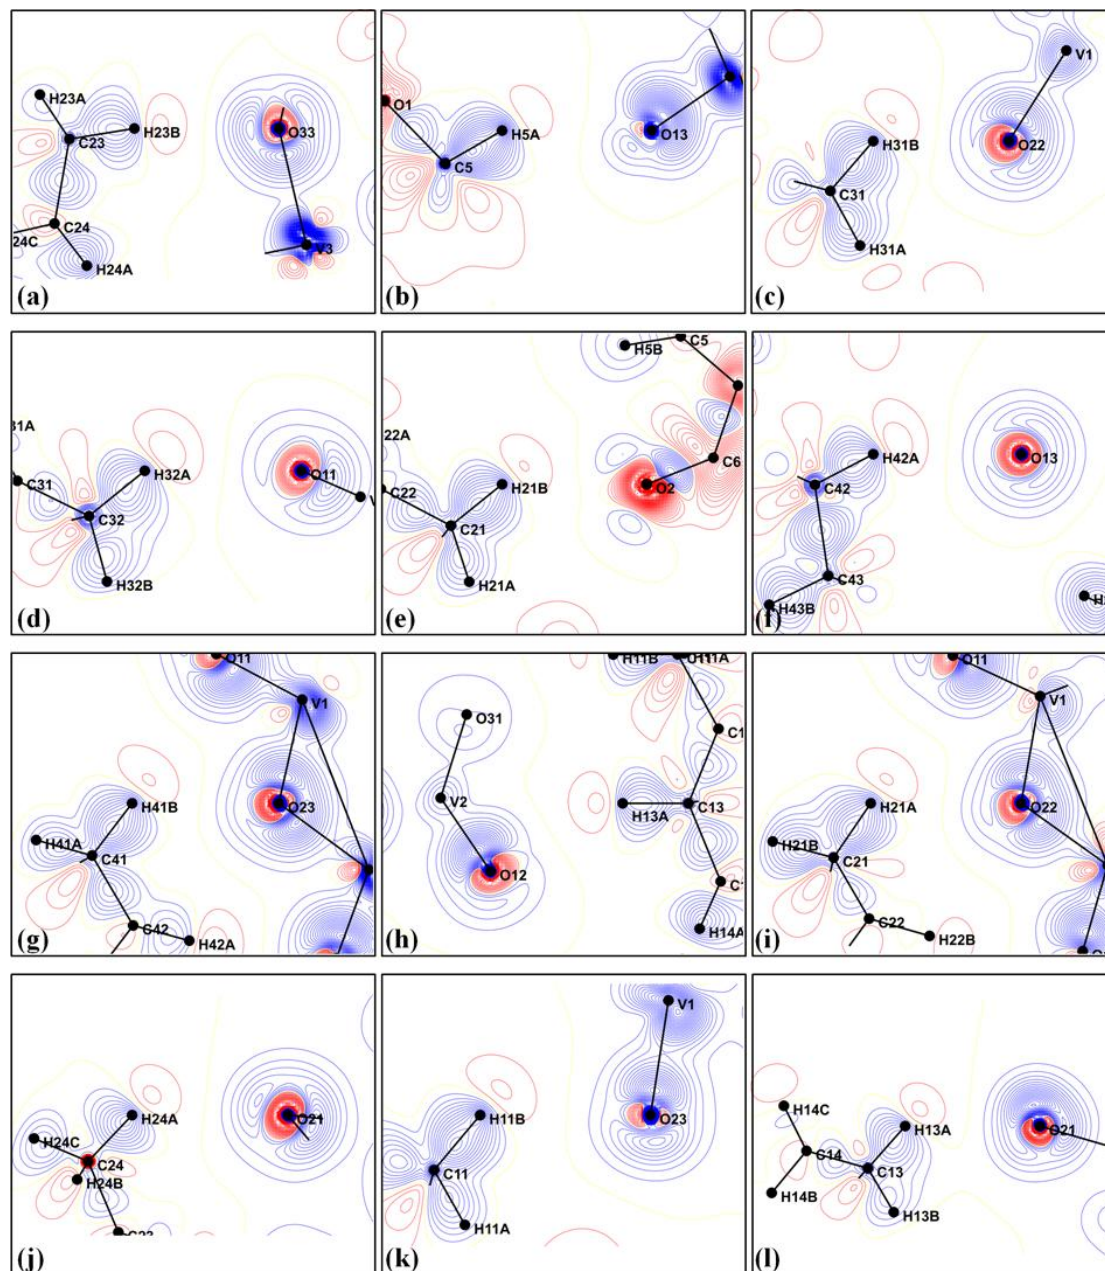 H23A
H23B
C23
C24
24C
H24A
O33
V3
(a)
O1
H5A
C5
O13
(b)
V1
H31B
O22
C31
H31A
(c)
31A
C31
H32A
O11
C32
H32B
(d)
H5B
C5
22A
C22
H21B
C6
O2
C21
H21A
(e)
H42A
O13
C42
C43
H43B
(f)
O11
V1
H41B
O23
H41A
C41
C42
H42A
(g)
H11B
O31
V2
H13A
C13
O12
H14A
(h)
O11
V1
H21A
O22
H21B
C21
C22
H22B
(i)
H24A
O21
H24C
C24
H24B
(j)
V1
H11B
O23
C11
H11A
(k)
H14C
H13A
O21
C14
C13
H14B
H13B
(l)